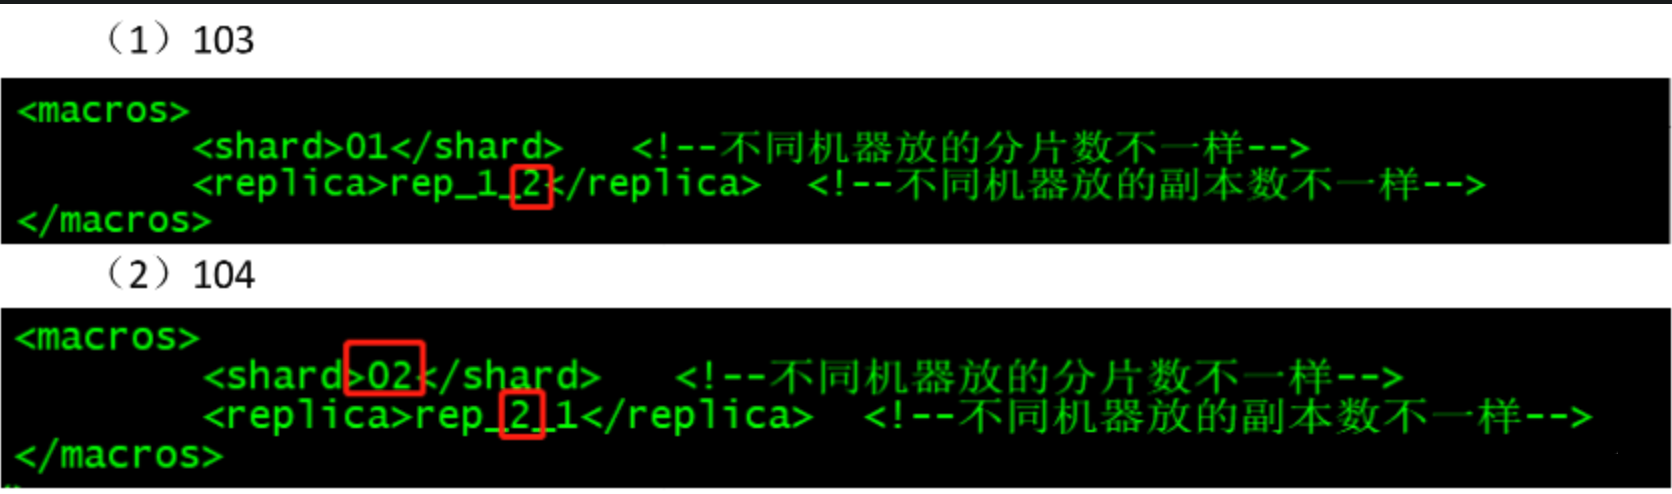 （1）103
<macros>
<shard>01</shard> <!--不同机器放的分片数不一样-->
<replica>rep_1_2</replica> <!--不同机器放的副本数不一样-->
</macros>
（2）104
<macros>
<shard>02</shard> <!--不同机器放的分片数不一样-->
<replica>rep_2_1</replica> <!--不同机器放的副本数不一样-->
</macros>